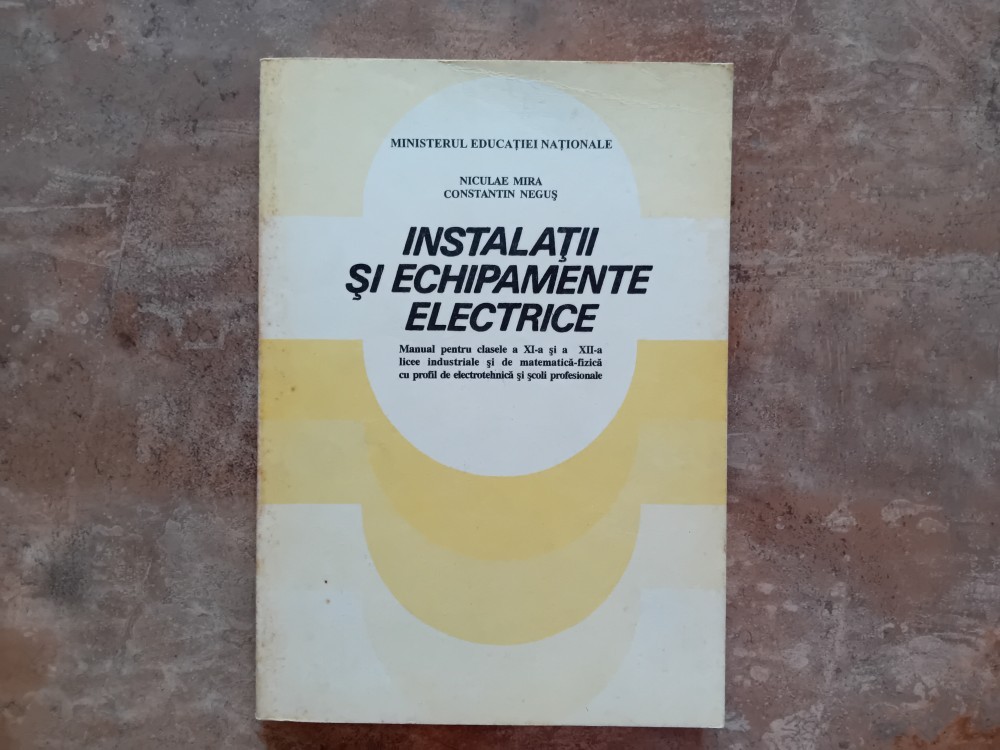 MINISTERUL EDUCAŢIEI NAŢIONALE
NICULAE MIRA
CONSTANTIN NEGUŞ
INSTALAŢII
ŞI ECHIPAMENTE
ELECTRICE
Manual pentru clasele a XI-a şi a XII-a
licee industriale şi de matematică-fizică
cu profil de electrotehnică şi şcoli profesionale